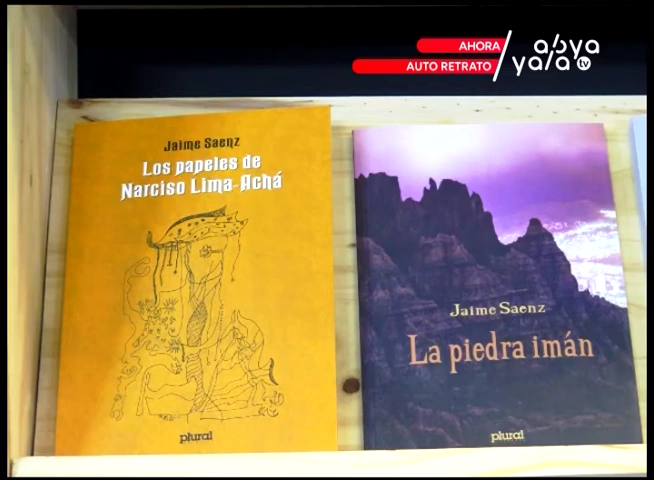 AHORA
AUTO RETRATO
abya
yala tv
Jaime Saenz
Los papeles de
Narciso Lima-Achá
plural
Jaime Saenz
La piedra imán
plural